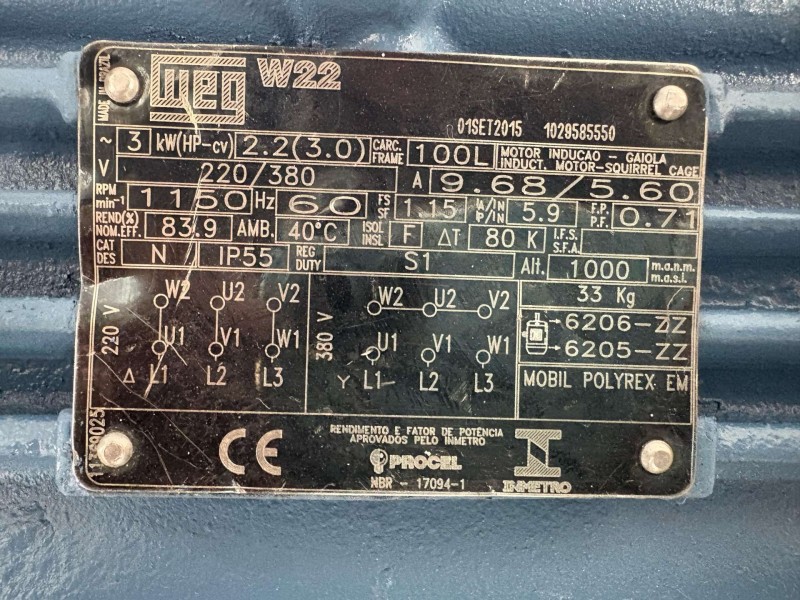 MADE IN BRAZIL
WEG W22
01SET2015 1029585550
~ 3 kW(HP-cv) 2.2(3.0) CARC. FRAME 100L MOTOR INDUCAO - GAIOLA
INDUCT. MOTOR-SQUIRREL CAGE
V 220/380 A 9.68/5.60
RPM min-1 1150 Hz 60 FS SF 1.15 IA/IN IP/IN 5.9 F.P. P.F. 0.71
REND(%) NOM.EFF. 83.9 AMB. 40°C ISOL INSL F ΔT 80 K I.F.S. S.F.A.
CAT DES N IP55 REG DUTY S1 Alt. 1000 m.a.n.m. m.a.s.l.
33 Kg
220 V
W2 U2 V2
U1 V1 W1
Δ L1 L2 L3
380 V
W2 U2 V2
U1 V1 W1
Y L1 L2 L3
6206-ZZ
6205-ZZ
MOBIL POLYREX EM
CE
RENDIMENTO E FATOR DE POTÊNCIA
APROVADOS PELO INMETRO
PROCEL
NBR - 17094-1
INMETRO